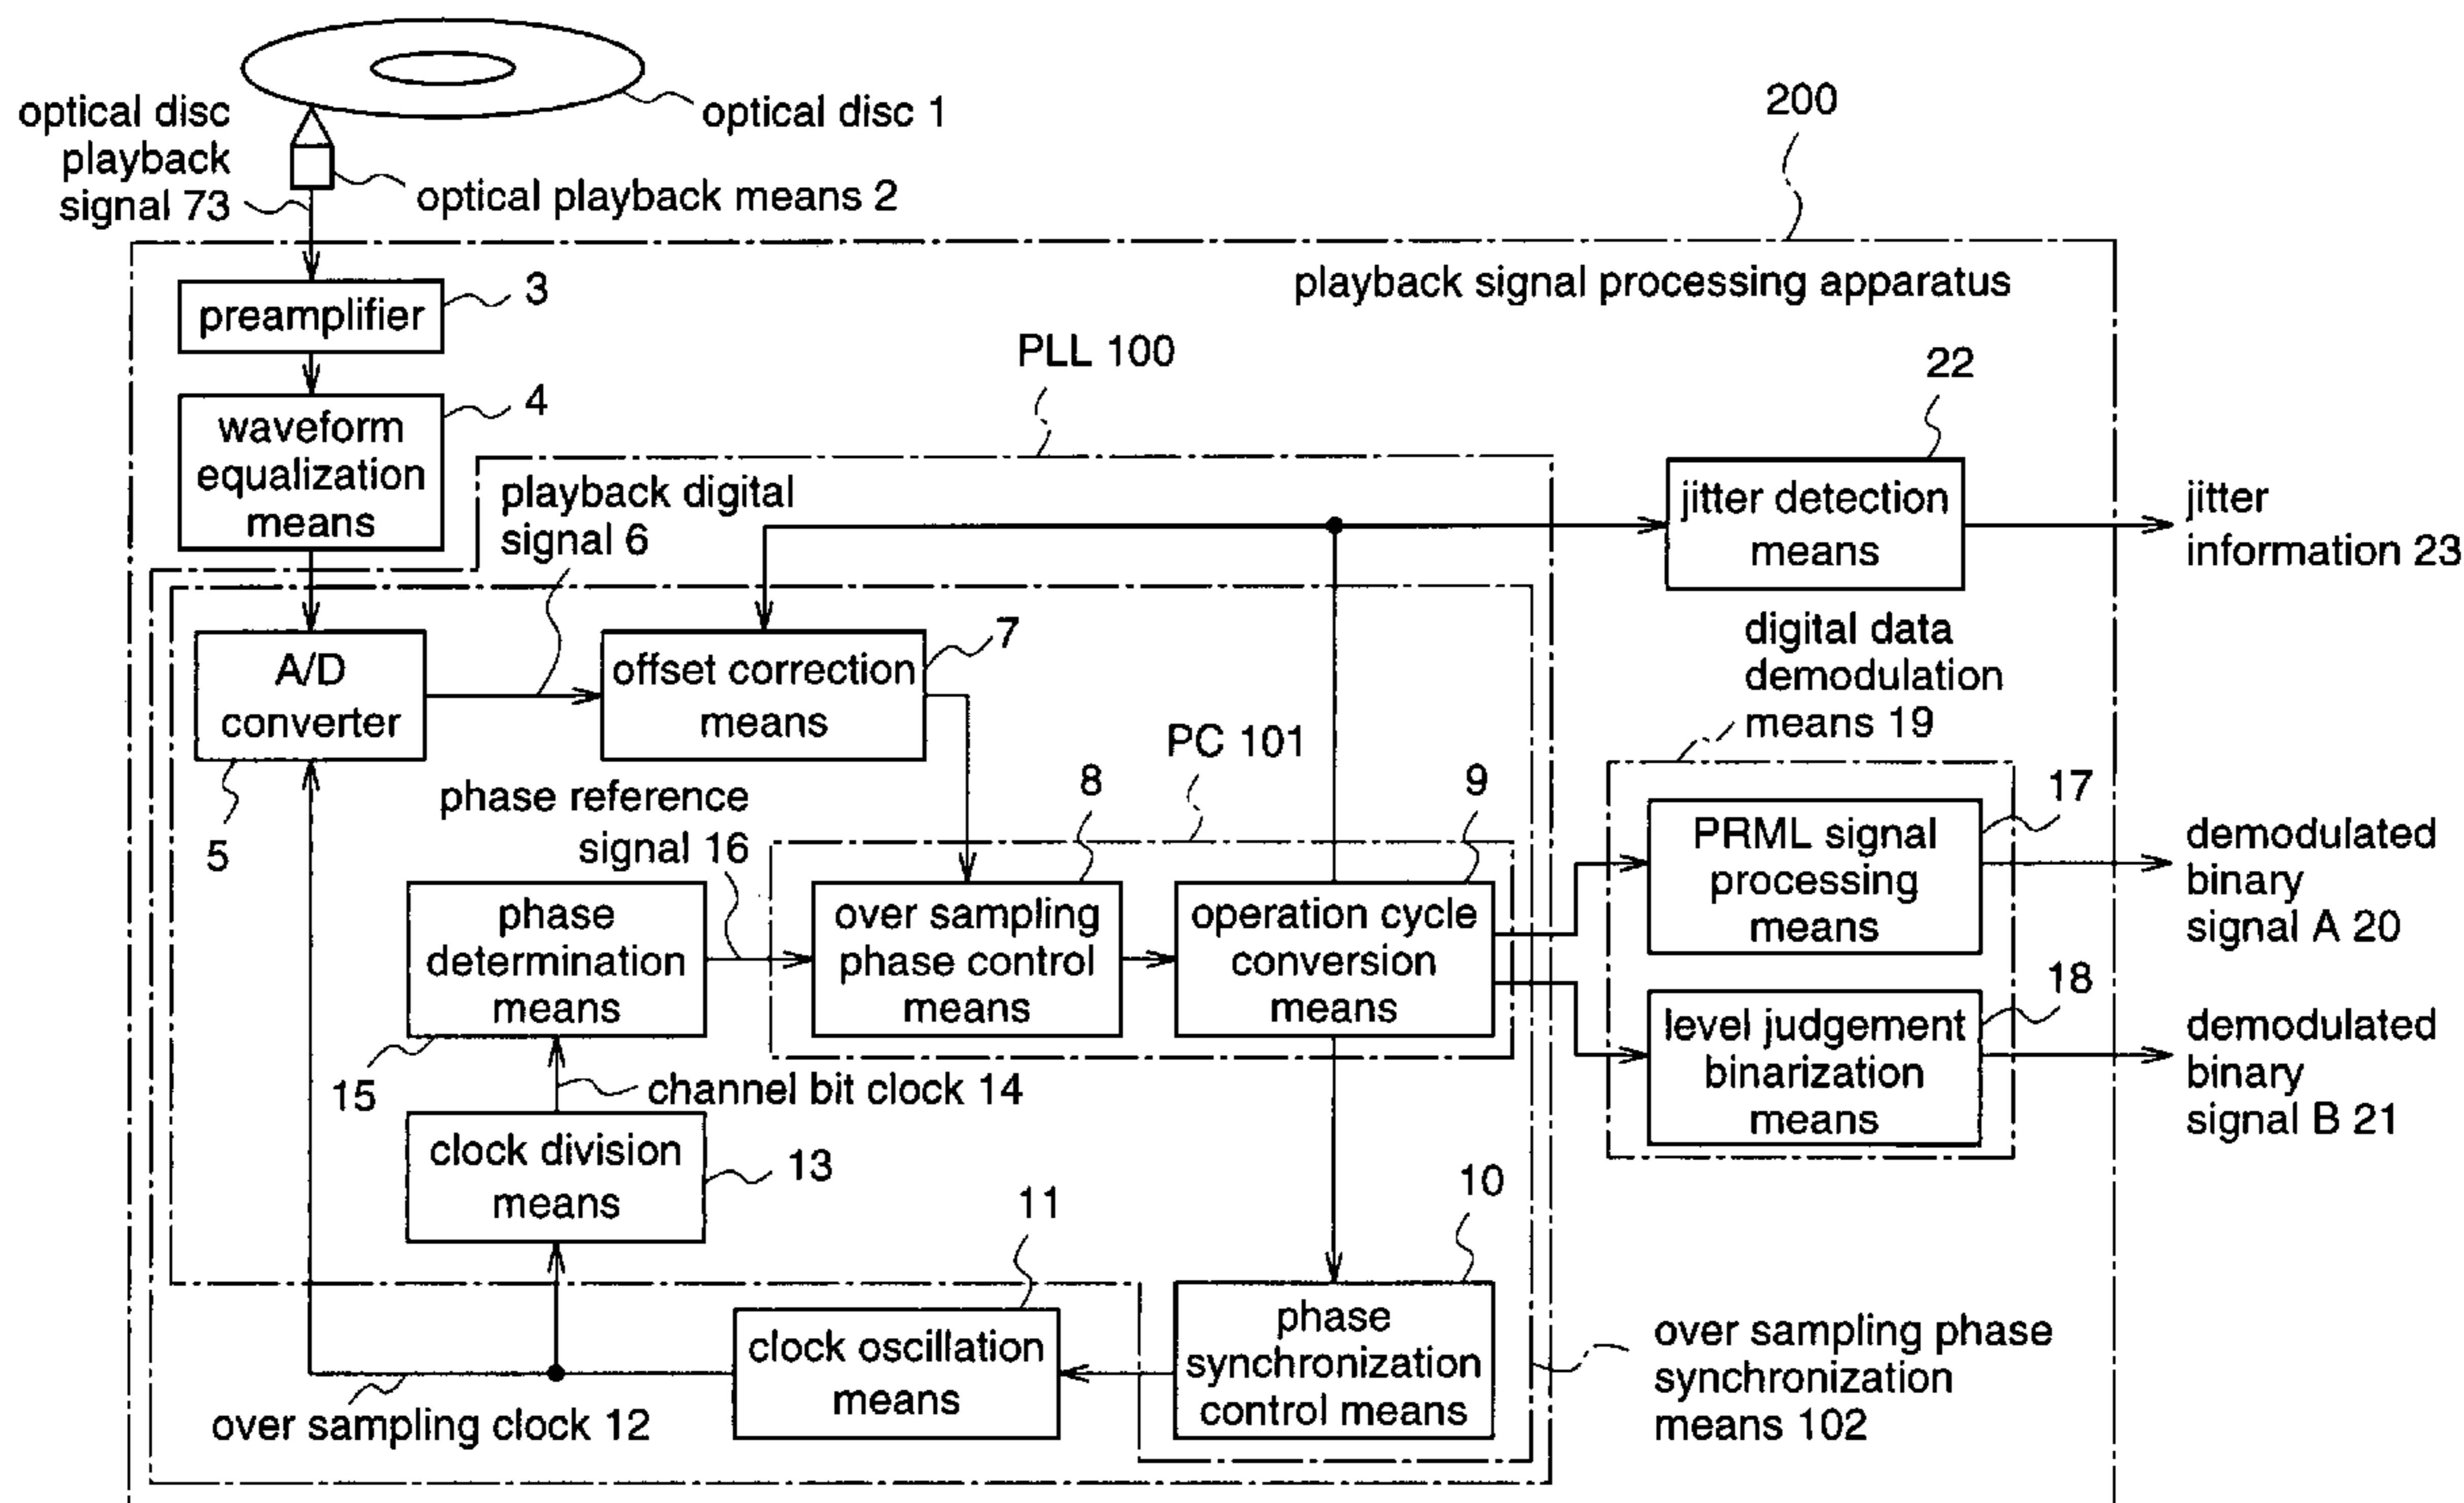 optical disc 1
optical disc
playback
signal 73
optical playback means 2
200
playback signal processing apparatus
preamplifier
3
PLL 100
waveform
equalization
means
4
22
playback digital
signal 6
jitter detection
means
jitter
information 23
A/D
converter
5
offset correction
means
7
digital data
demodulation
means 19
PC 101
phase reference
signal 16
8
9
17
phase
determination
means
15
over sampling
phase control
means
operation cycle
conversion
means
PRML signal
processing
means
demodulated
binary
signal A 20
18
level judgement
binarization
means
demodulated
binary
signal B 21
channel bit clock 14
clock division
means
13
11
10
clock oscillation
means
phase
synchronization
control means
over sampling phase
synchronization
means 102
over sampling clock 12